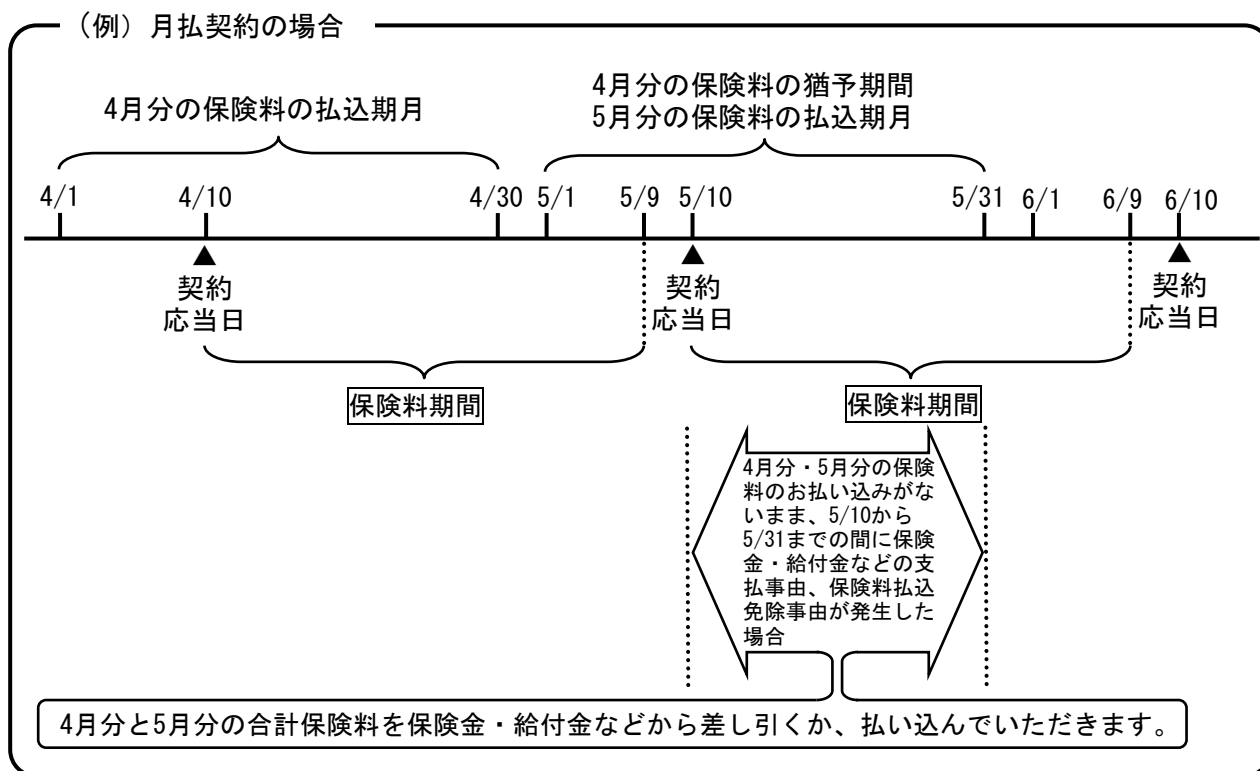 （例）月払契約の場合
4月分の保険料の払込期月
4月分の保険料の猶予期間
5月分の保険料の払込期月
4/1 4/10 4/30 5/1 5/9 5/10 5/31 6/1 6/9 6/10
▲ ▲ ▲
契約 契約 契約
応当日 応当日 応当日
保険料期間 保険料期間
4月分・5月分の保険
料のお払い込みがな
いまま、5/10から
5/31までの間に保険
金・給付金などの支
払事由、保険料払込
免除事由が発生した
場合
4月分と5月分の合計保険料を保険金・給付金などから差し引くか、払い込んでいただきます。